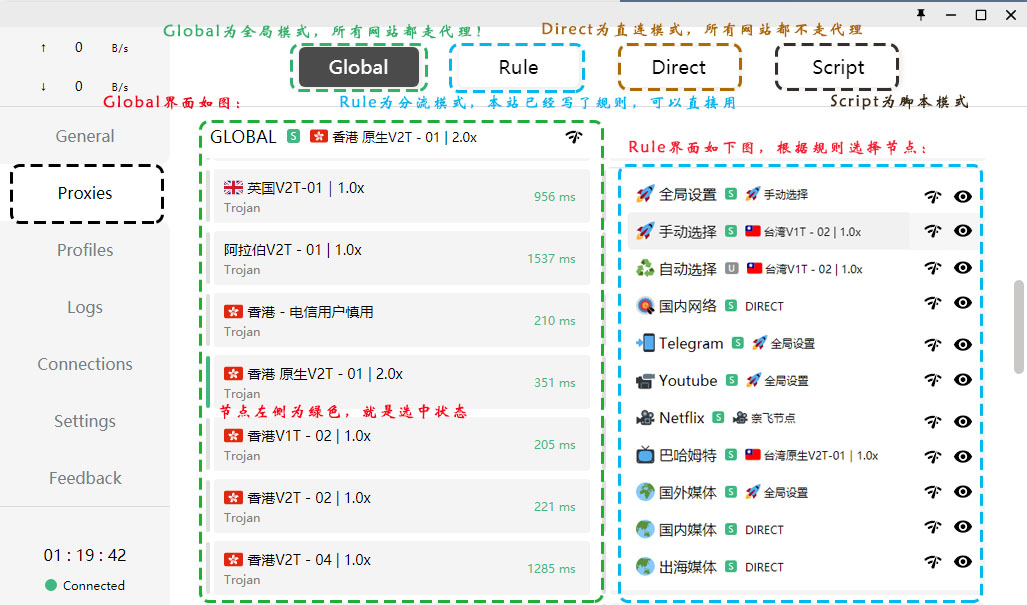 Global为全局模式，所有网站都走代理！
Direct为直连模式，所有网站都不走代理
↑ 0 B/s
↓ 0 B/s
Global
Rule
Direct
Script
Global界面如图：
Rule为分流模式，本站已经写了规则，可以直接用
Script为脚本模式
General
Proxies
Profiles
Logs
Connections
Settings
Feedback
01 : 19 : 42
Connected
GLOBAL S 香港 原生V2T - 01 | 2.0x
英国V2T-01 | 1.0x
Trojan
956 ms
阿拉伯V2T - 01 | 1.0x
Trojan
1537 ms
香港 - 电信用户慎用
Trojan
210 ms
香港 原生V2T - 01 | 2.0x
Trojan
351 ms
节点左侧为绿色，就是选中状态
香港V1T - 02 | 1.0x
Trojan
205 ms
香港V2T - 02 | 1.0x
Trojan
221 ms
香港V2T - 04 | 1.0x
Trojan
1285 ms
Rule界面如下图，根据规则选择节点：
全局设置 S 手动选择
手动选择 S 台湾V1T - 02 | 1.0x
自动选择 U 台湾V1T - 02 | 1.0x
国内网络 S DIRECT
Telegram S 全局设置
Youtube S 全局设置
Netflix S 奈飞节点
巴哈姆特 S 台湾原生V2T-01 | 1.0x
国外媒体 S 全局设置
国内媒体 S DIRECT
出海媒体 S DIRECT